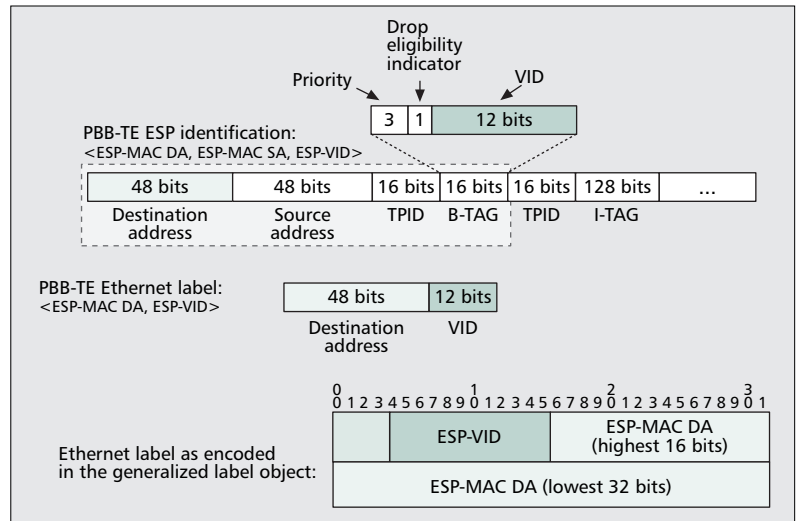 Drop
eligibility
indicator
Priority
VID
3 1 12 bits
PBB-TE ESP identification:
<ESP-MAC DA, ESP-MAC SA, ESP-VID>
48 bits 48 bits 16 bits 16 bits 16 bits 128 bits ...
Destination address Source address TPID B-TAG TPID I-TAG
PBB-TE Ethernet label:
<ESP-MAC DA, ESP-VID>
48 bits 12 bits
Destination address VID
0 1 2 3
0 1 2 3 4 5 6 7 8 9 0 1 2 3 4 5 6 7 8 9 0 1 2 3 4 5 6 7 8 9 0 1
Ethernet label as encoded
in the generalized label object:
ESP-VID
ESP-MAC DA
(highest 16 bits)
ESP-MAC DA (lowest 32 bits)